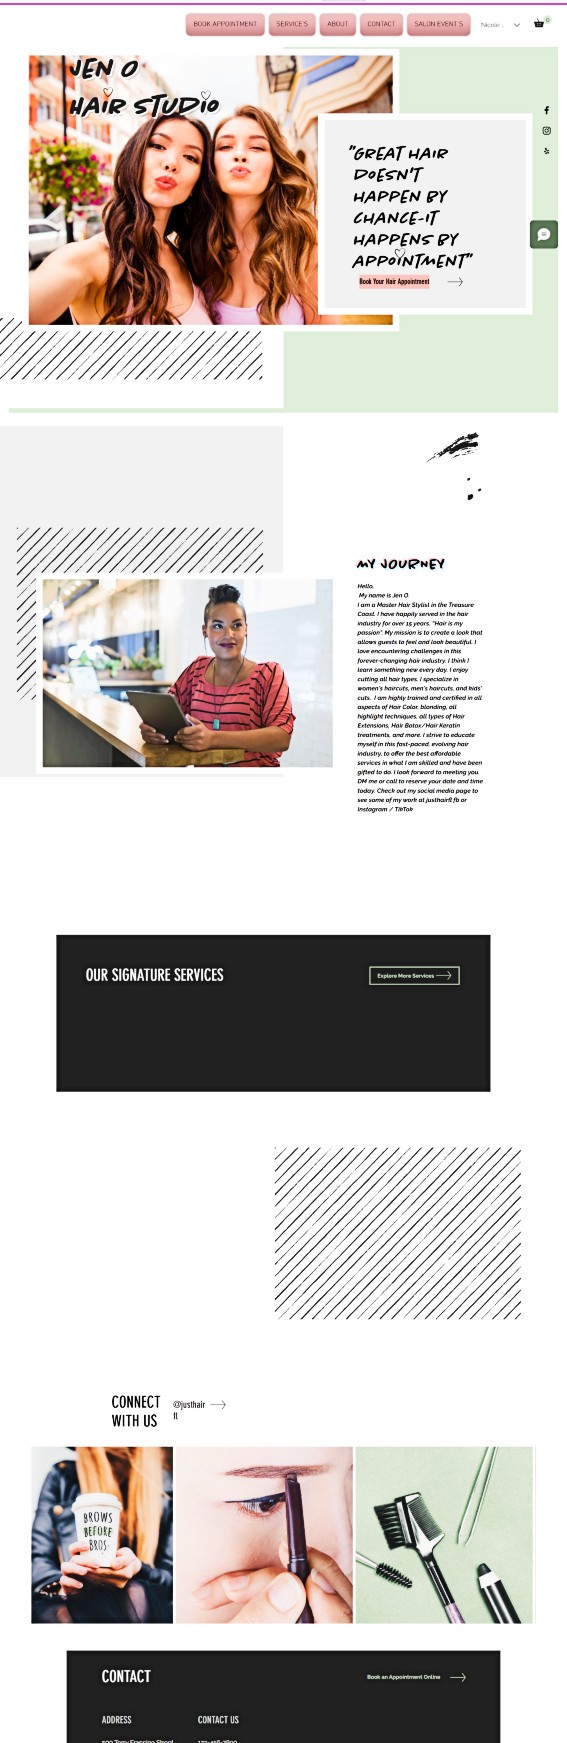 BOOK APPOINTMENT
SERVICE'S
ABOUT
CONTACT
SALON EVENT'S
Nicole ..
0
JEN O
HAIR STUDIO
"GREAT HAIR
DOESN'T
HAPPEN BY
CHANCE-IT
HAPPENS BY
APPOINTMENT"
Book Your Hair Appointment
MY JOURNEY
Hello,
My name is Jen O.
I am a Master Hair Stylist in the Treasure
Coast. I have happily served in the hair
industry for over 15 years. "Hair is my
passion". My mission is to create a look that
allows guests to feel and look beautiful. I
love encountering challenges in this
forever-changing hair industry. I think I
learn something new every day. I enjoy
cutting all hair types. I specialize in
women's haircuts, men's haircuts, and kids'
cuts. I am highly trained and certified in all
aspects of Hair Color, blonding, all
highlight techniques, all types of Hair
Extensions, Hair Botox/Hair Keratin
treatments, and more. I strive to educate
myself in this fast-paced, evolving hair
industry, to offer the best affordable
services in what I am skilled and have been
gifted to do. I look forward to meeting you.
DM me or call to reserve your date and time
today. Check out my social media page to
see some of my work at justhairfl fb or
Instagram / TikTok
OUR SIGNATURE SERVICES
Explore More Services
CONNECT
WITH US
@justhair
fl
BROWS
BEFORE
BROS.
CONTACT
Book an Appointment Online
ADDRESS
CONTACT US
500 Terry Francine Street
123-456-7890